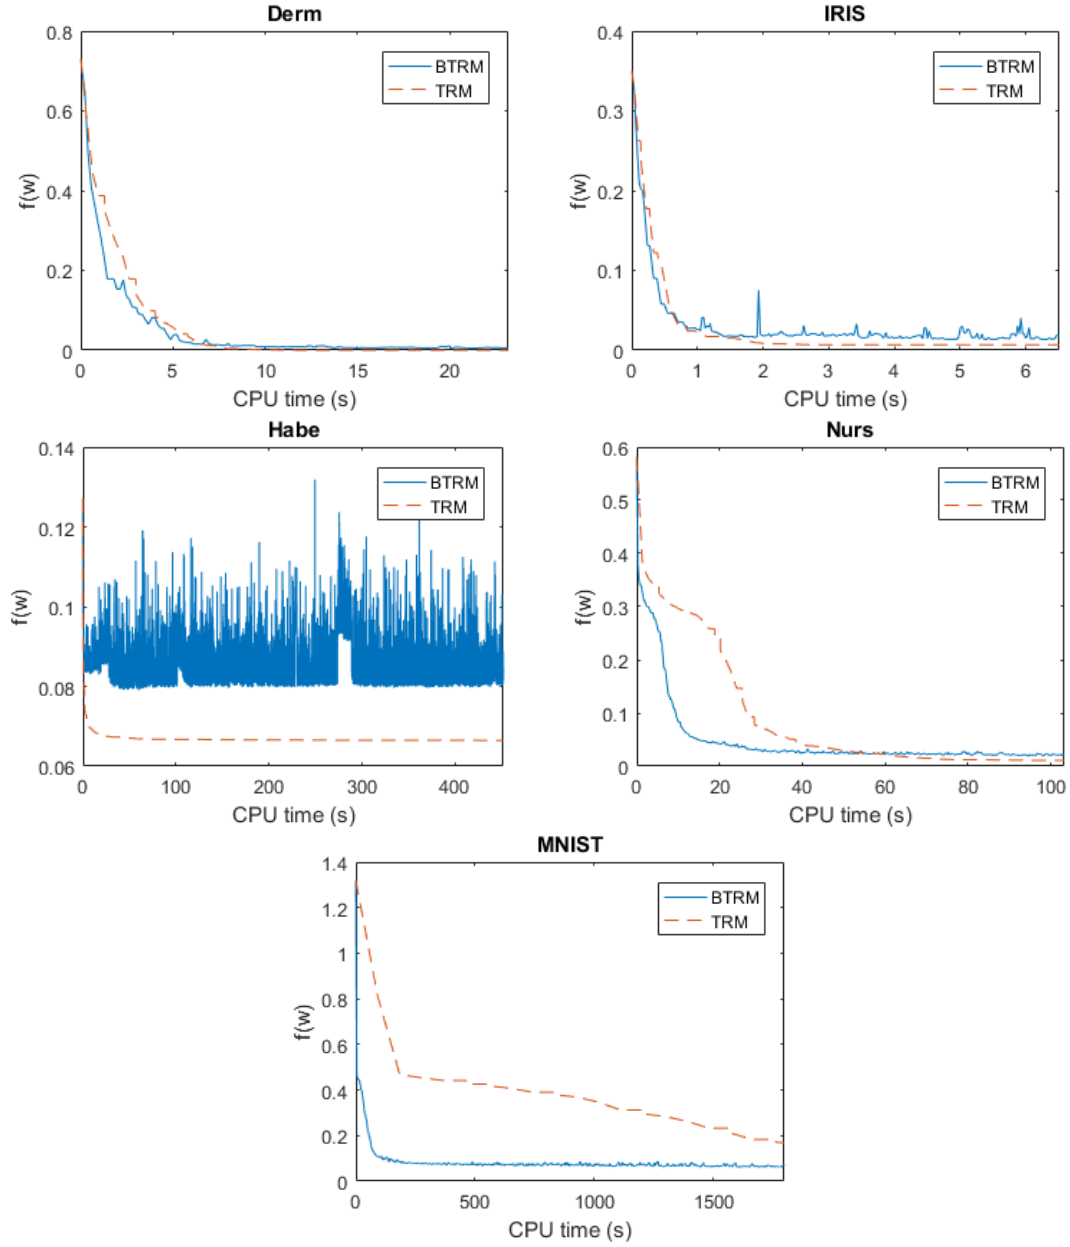 Derm
0.8
0.6
0.4
0.2
0
f(w)
BTRM
TRM
0 5 10 15 20
CPU time (s)
IRIS
0.4
0.3
0.2
0.1
0
f(w)
BTRM
TRM
0 1 2 3 4 5 6
CPU time (s)
Habe
0.14
0.12
0.1
0.08
0.06
f(w)
BTRM
TRM
0 100 200 300 400
CPU time (s)
Nurs
0.6
0.5
0.4
0.3
0.2
0.1
0
f(w)
BTRM
TRM
0 20 40 60 80 100
CPU time (s)
MNIST
1.4
1.2
1
0.8
0.6
0.4
0.2
0
f(w)
BTRM
TRM
0 500 1000 1500
CPU time (s)